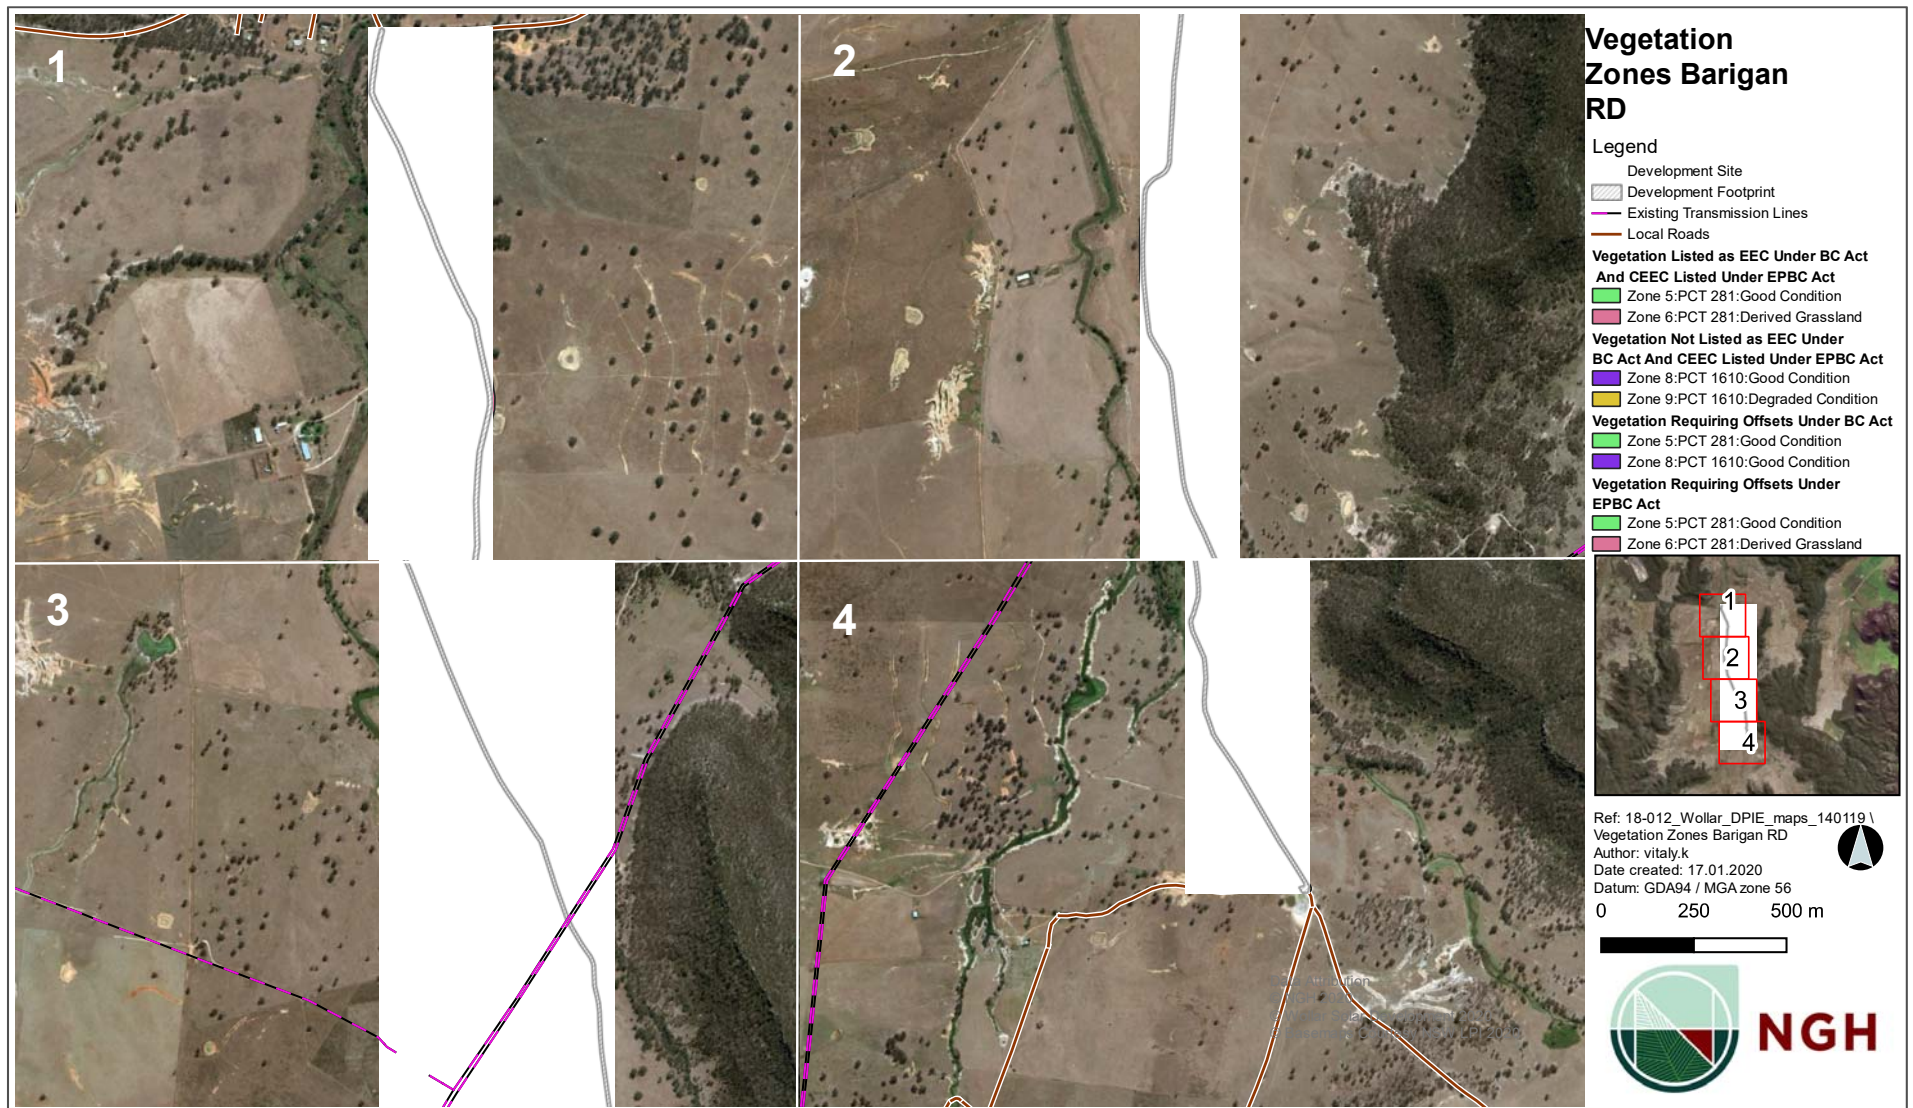 1
2
3
4
Vegetation
Zones Barigan
RD
Legend
Development Site
Development Footprint
Existing Transmission Lines
Local Roads
Vegetation Listed as EEC Under BC Act
And CEEC Listed Under EPBC Act
Zone 5:PCT 281:Good Condition
Zone 6:PCT 281:Derived Grassland
Vegetation Not Listed as EEC Under
BC Act And CEEC Listed Under EPBC Act
Zone 8:PCT 1610:Good Condition
Zone 9:PCT 1610:Degraded Condition
Vegetation Requiring Offsets Under BC Act
Zone 5:PCT 281:Good Condition
Zone 8:PCT 1610:Good Condition
Vegetation Requiring Offsets Under
EPBC Act
Zone 5:PCT 281:Good Condition
Zone 6:PCT 281:Derived Grassland
1
2
3
4
Ref: 18-012_Wollar_DPIE_maps_140119 \
Vegetation Zones Barigan RD
Author: vitaly.k
Date created: 17.01.2020
Datum: GDA94 / MGA zone 56
0 250 500 m
NGH